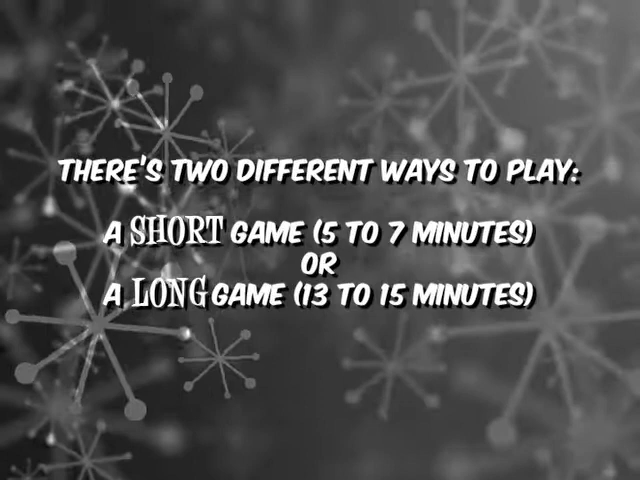 THERE'S TWO DIFFERENT WAYS TO PLAY:
A SHORT GAME (5 TO 7 MINUTES)
OR
A LONG GAME (13 TO 15 MINUTES)